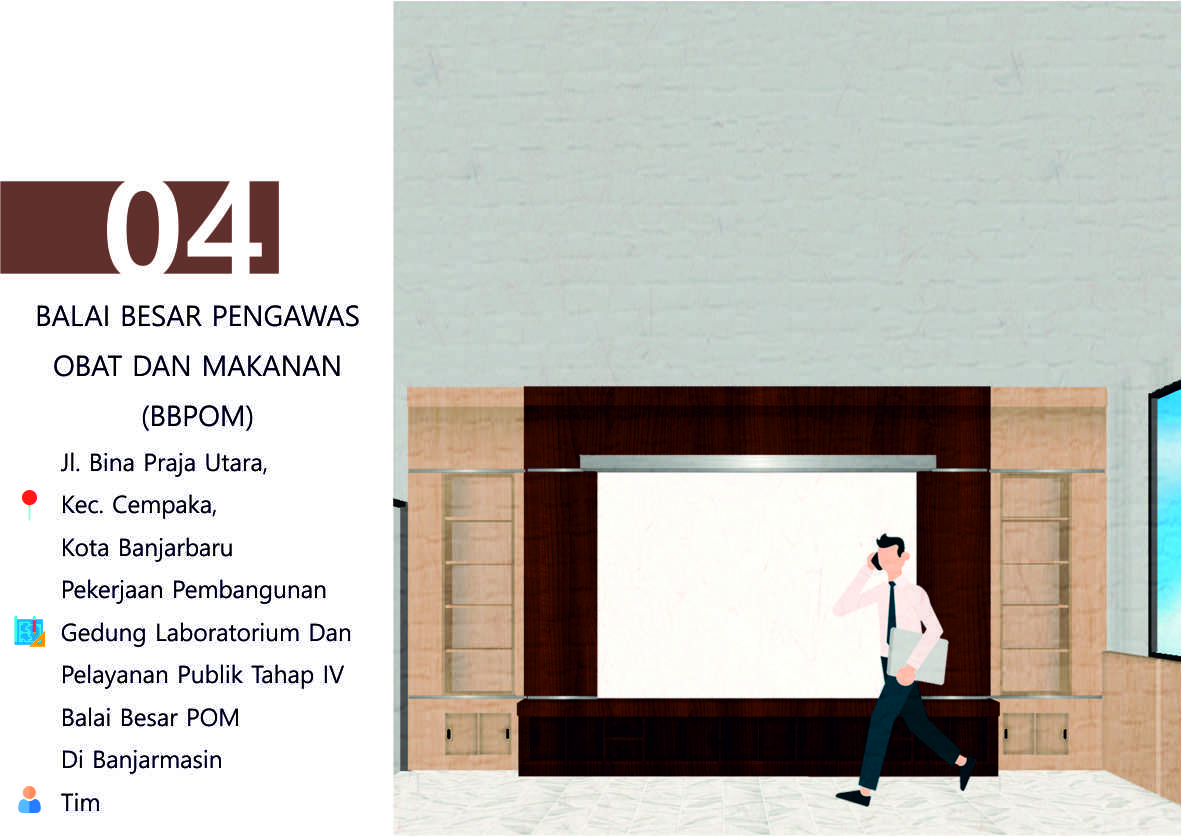 04
BALAI BESAR PENGAWAS
OBAT DAN MAKANAN
(BBPOM)
Jl. Bina Praja Utara,
Kec. Cempaka,
Kota Banjarbaru
Pekerjaan Pembangunan
Gedung Laboratorium Dan
Pelayanan Publik Tahap IV
Balai Besar POM
Di Banjarmasin
Tim